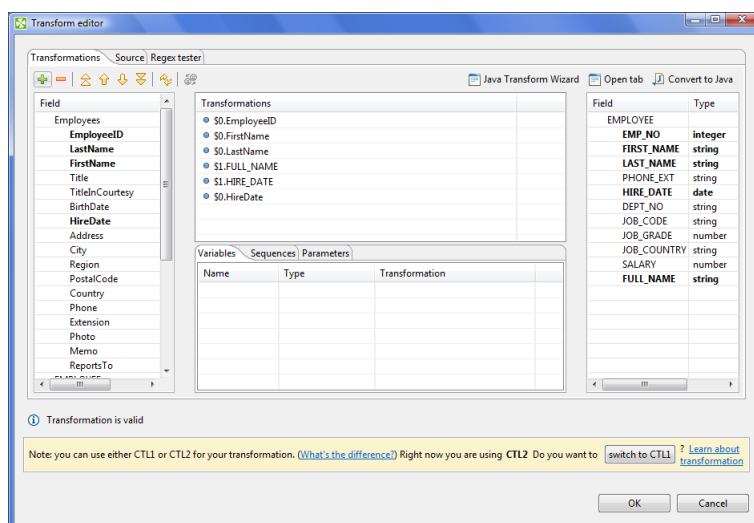 Transform editor
Transformations Source Regex tester
Java Transform Wizard Open tab Convert to Java
Field
Employees
EmployeeID
LastName
FirstName
Title
TitleInCourtesy
BirthDate
HireDate
Address
City
Region
PostalCode
Country
Phone
Extension
Photo
Memo
ReportsTo
EMPLOYEE
Transformations
$0.EmployeeID
$0.FirstName
$0.LastName
$1.FULL_NAME
$1.HIRE_DATE
$0.HireDate
Variables Sequences Parameters
Name Type Transformation
Field Type
EMPLOYEE
EMP_NO integer
FIRST_NAME string
LAST_NAME string
PHONE_EXT string
HIRE_DATE date
DEPT_NO string
JOB_CODE string
JOB_GRADE number
JOB_COUNTRY string
SALARY number
FULL_NAME string
Transformation is valid
Note: you can use either CTL1 or CTL2 for your transformation. (What's the difference?) Right now you are using CTL2 Do you want to switch to CTL1 ? Learn about
transformation
OK Cancel